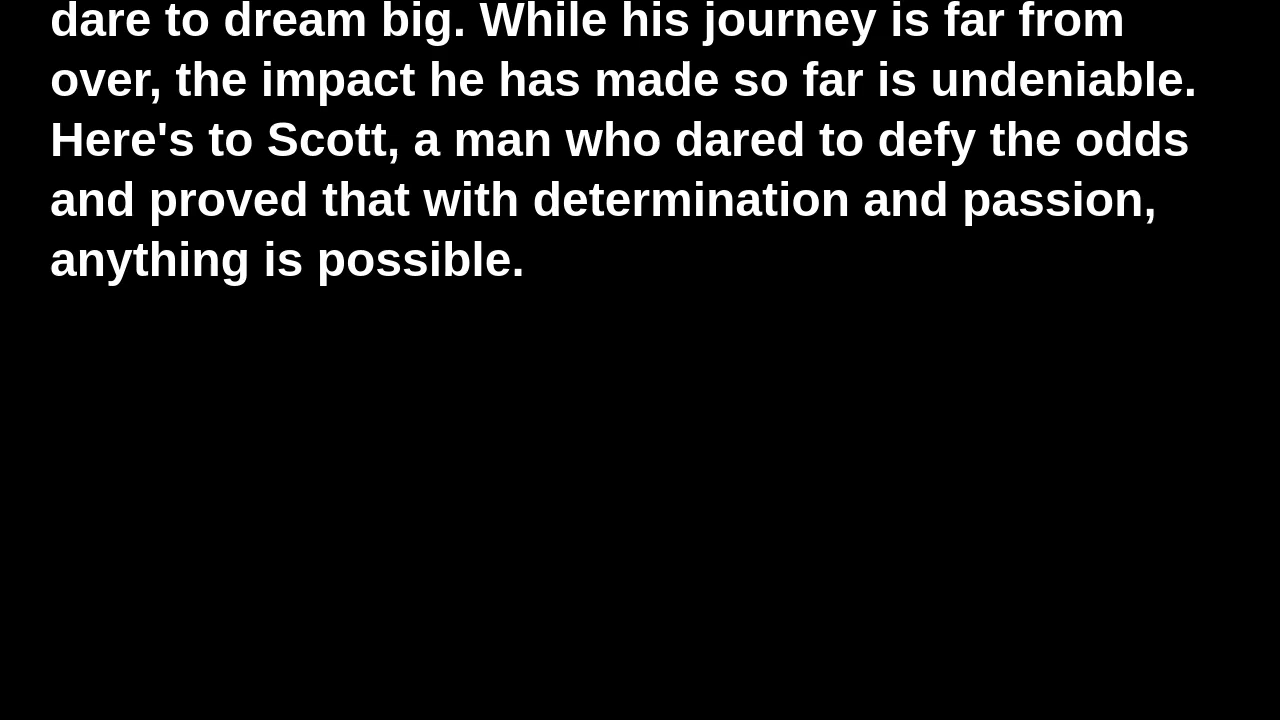 dare to dream big. While his journey is far from
over, the impact he has made so far is undeniable.
Here's to Scott, a man who dared to defy the odds
and proved that with determination and passion,
anything is possible.